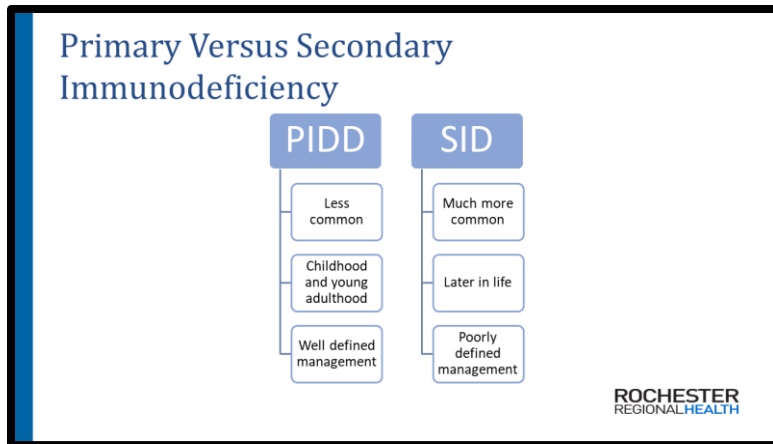 Primary Versus Secondary
Immunodeficiency
PIDD
Less
common
Childhood
and young
adulthood
Well defined
management
SID
Much more
common
Later in life
Poorly
defined
management
ROCHESTER
REGIONALHEALTH